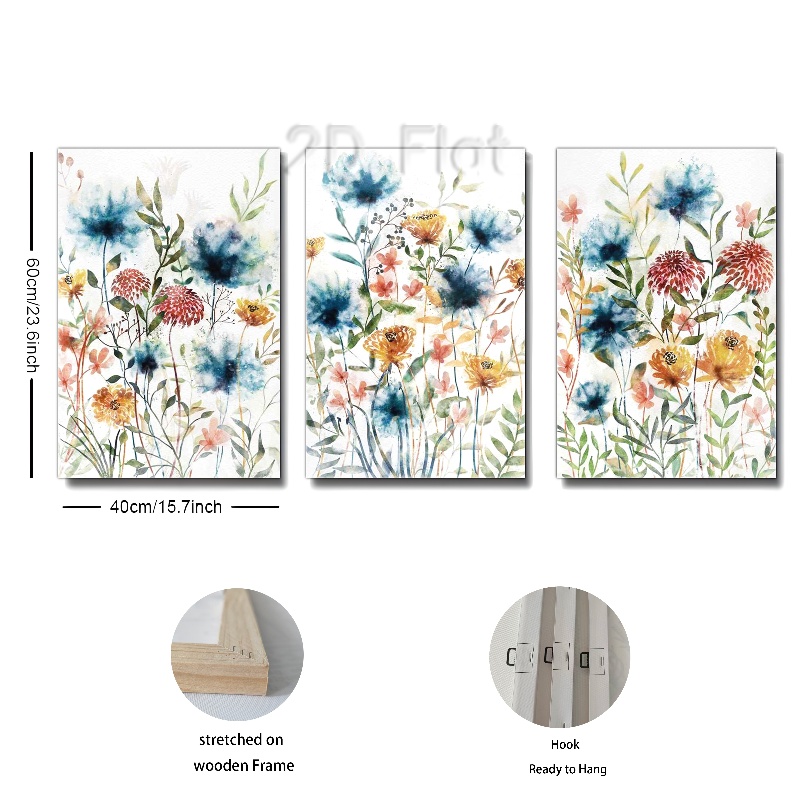 2D Flat
60cm/23.6inch
40cm/15.7inch
stretched on
wooden Frame
Hook
Ready to Hang